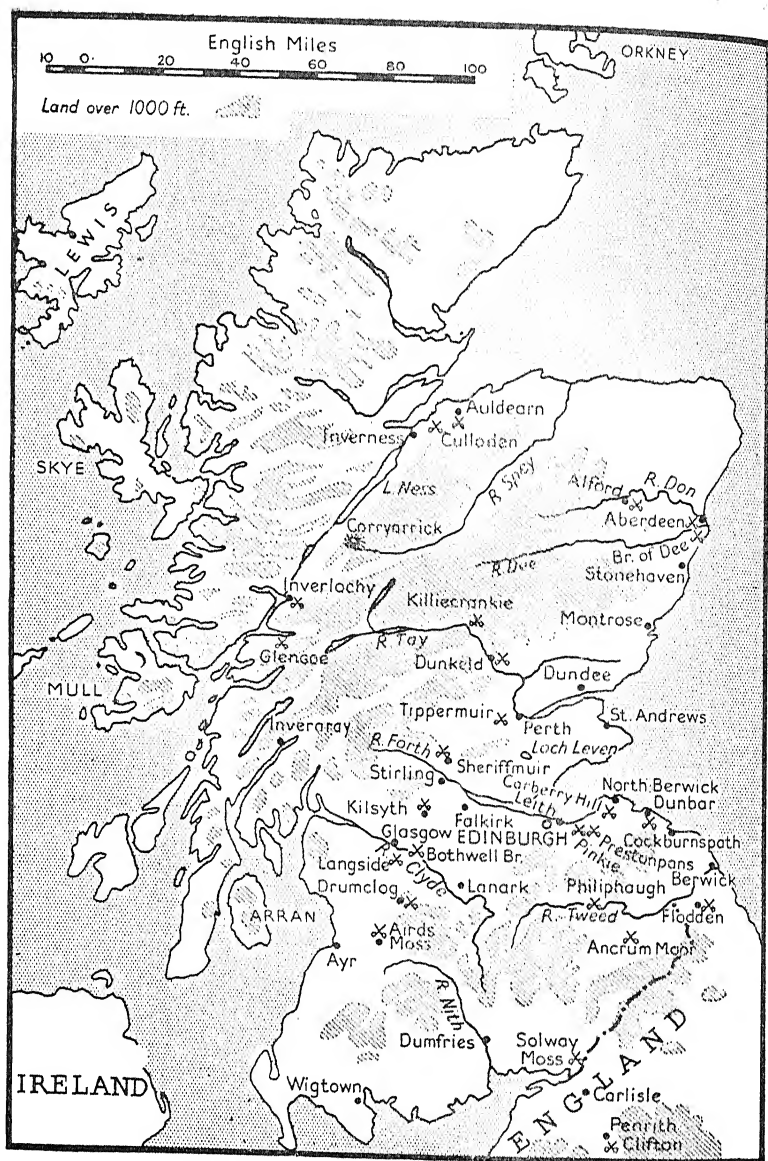 English Miles
10 0 20 40 60 80 100
Land over 1000 ft.
ORKNEY
LEWIS
SKYE
Auldearn
Inverness
Culloden
L. Ness
R. Spey
Alford
R. Don
Aberdeen
Corryarrick
Br. of Dee
R. Dee
Stonehaven
Inverlochy
Killiecrankie
Montrose
Glencoe
R. Tay
Dunkeld
MULL
Dundee
Tippermuir
Perth
St. Andrews
Inveraray
Loch Leven
R. Forth
Sheriffmuir
Stirling
Carberry Hill
North Berwick
Dunbar
Leith
Kilsyth
Falkirk
Glasgow
EDINBURGH
Cockburnspath
Prestonpans
Pinkie
Bothwell Br.
Langside
R. Clyde
Drumclog
Lanark
Philiphaugh
Berwick
ARRAN
R. Tweed
Flodden
Airds
Moss
Ancrum Moor
Ayr
R. Nith
Dumfries
Solway
Moss
ENGLAND
IRELAND
Wigtown
Carlisle
Penrith
Clifton